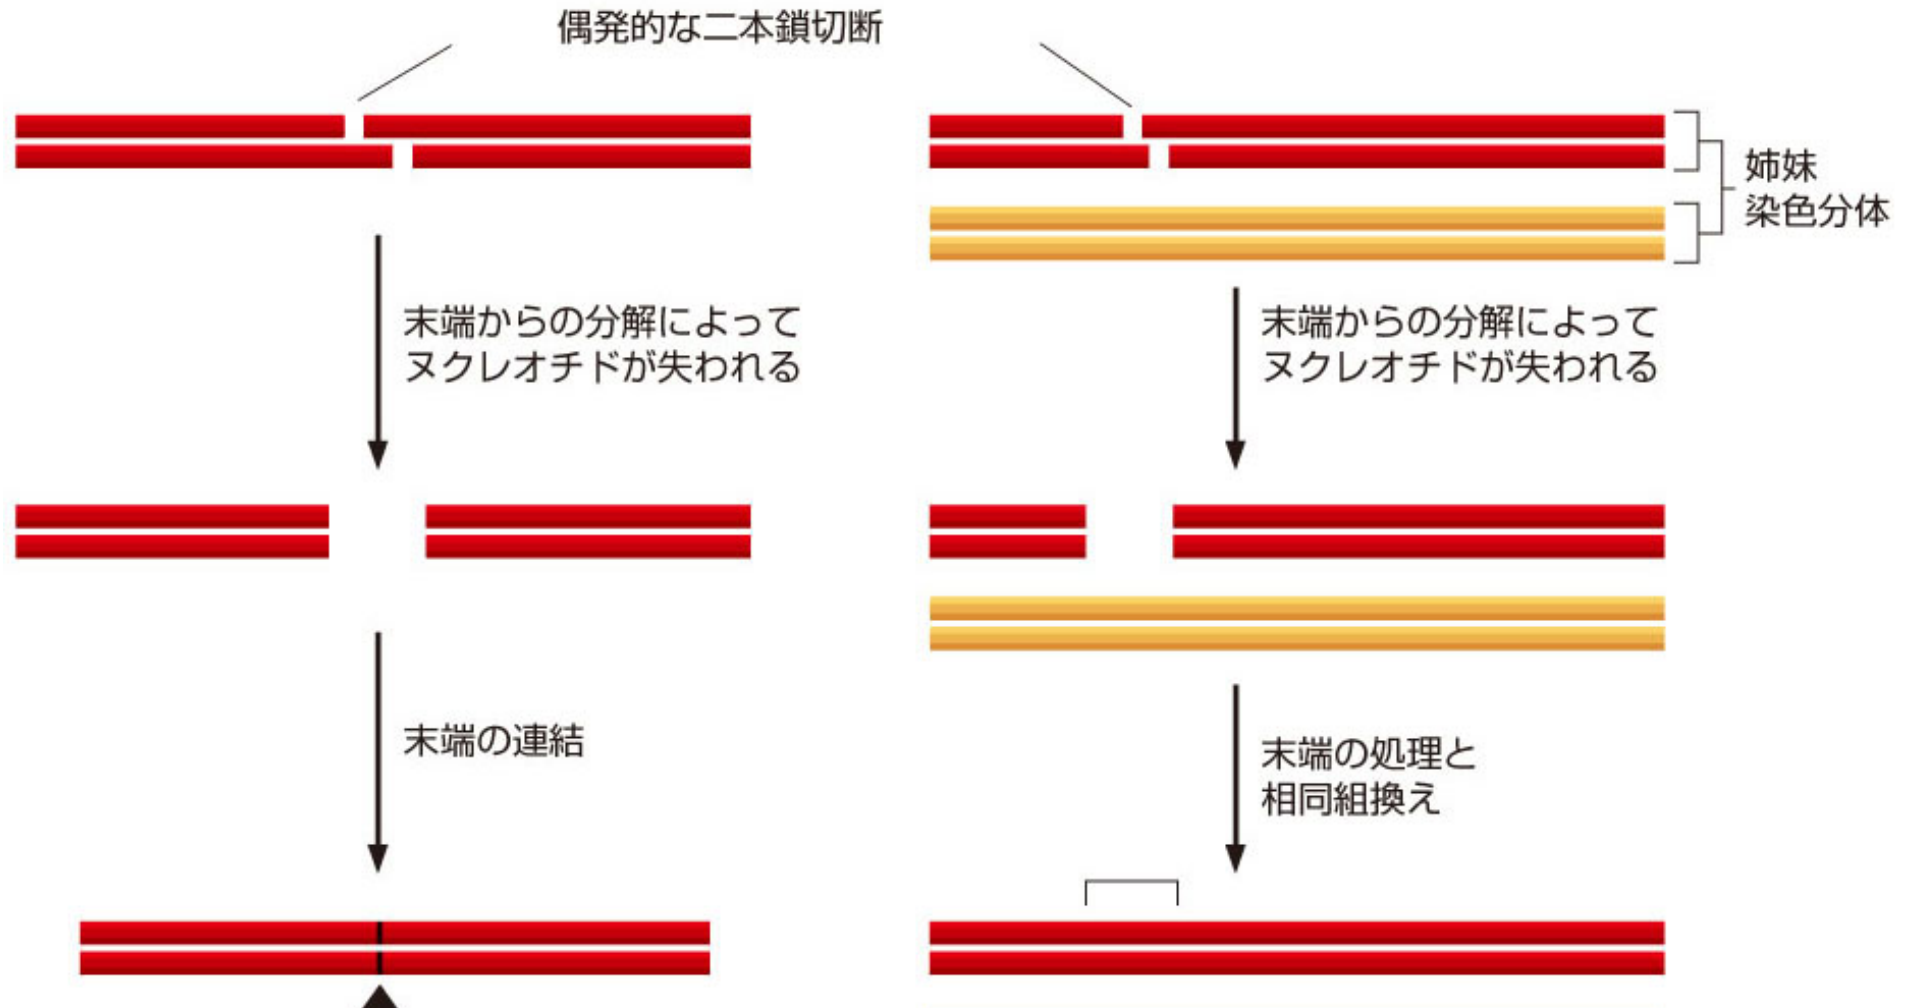 偶発的な二本鎖切断
姉妹
染色分体
末端からの分解によって
ヌクレオチドが失われる
末端からの分解によって
ヌクレオチドが失われる
末端の連結
末端の処理と
相同組換え